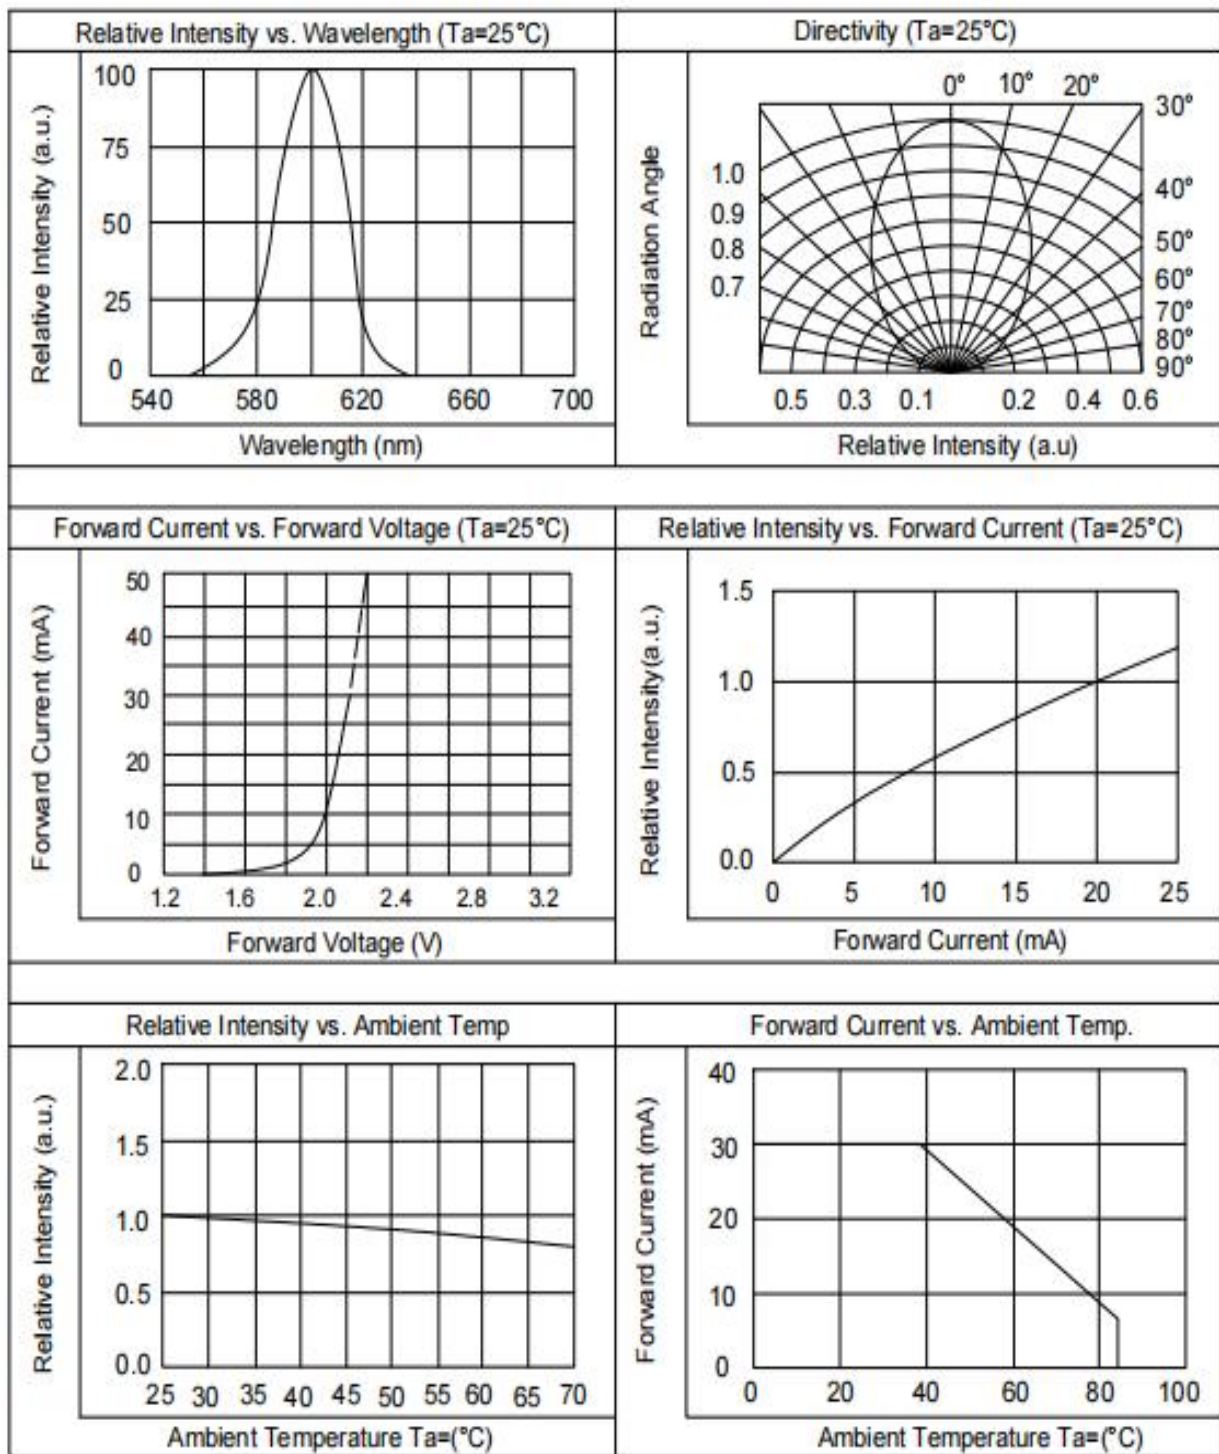 Relative Intensity vs. Wavelength (Ta=25°C)
Relative Intensity (a.u.)
100
75
50
25
0
540 580 620 660 700
Wavelength (nm)
Directivity (Ta=25°C)
Radiation Angle
0° 10° 20° 30°
1.0 40°
0.9 50°
0.8 60°
0.7 70°
80°
90°
0.5 0.3 0.1 0.2 0.4 0.6
Relative Intensity (a.u)
Forward Current vs. Forward Voltage (Ta=25°C)
Forward Current (mA)
50
40
30
20
10
0
1.2 1.6 2.0 2.4 2.8 3.2
Forward Voltage (V)
Relative Intensity vs. Forward Current (Ta=25°C)
Relative Intensity(a.u.)
1.5
1.0
0.5
0.0
0 5 10 15 20 25
Forward Current (mA)
Relative Intensity vs. Ambient Temp
Relative Intensity (a.u.)
2.0
1.5
1.0
0.5
0.0
25 30 35 40 45 50 55 60 65 70
Ambient Temperature Ta=(°C)
Forward Current vs. Ambient Temp.
Forward Current (mA)
40
30
20
10
0
0 20 40 60 80 100
Ambient Temperature Ta=(°C)